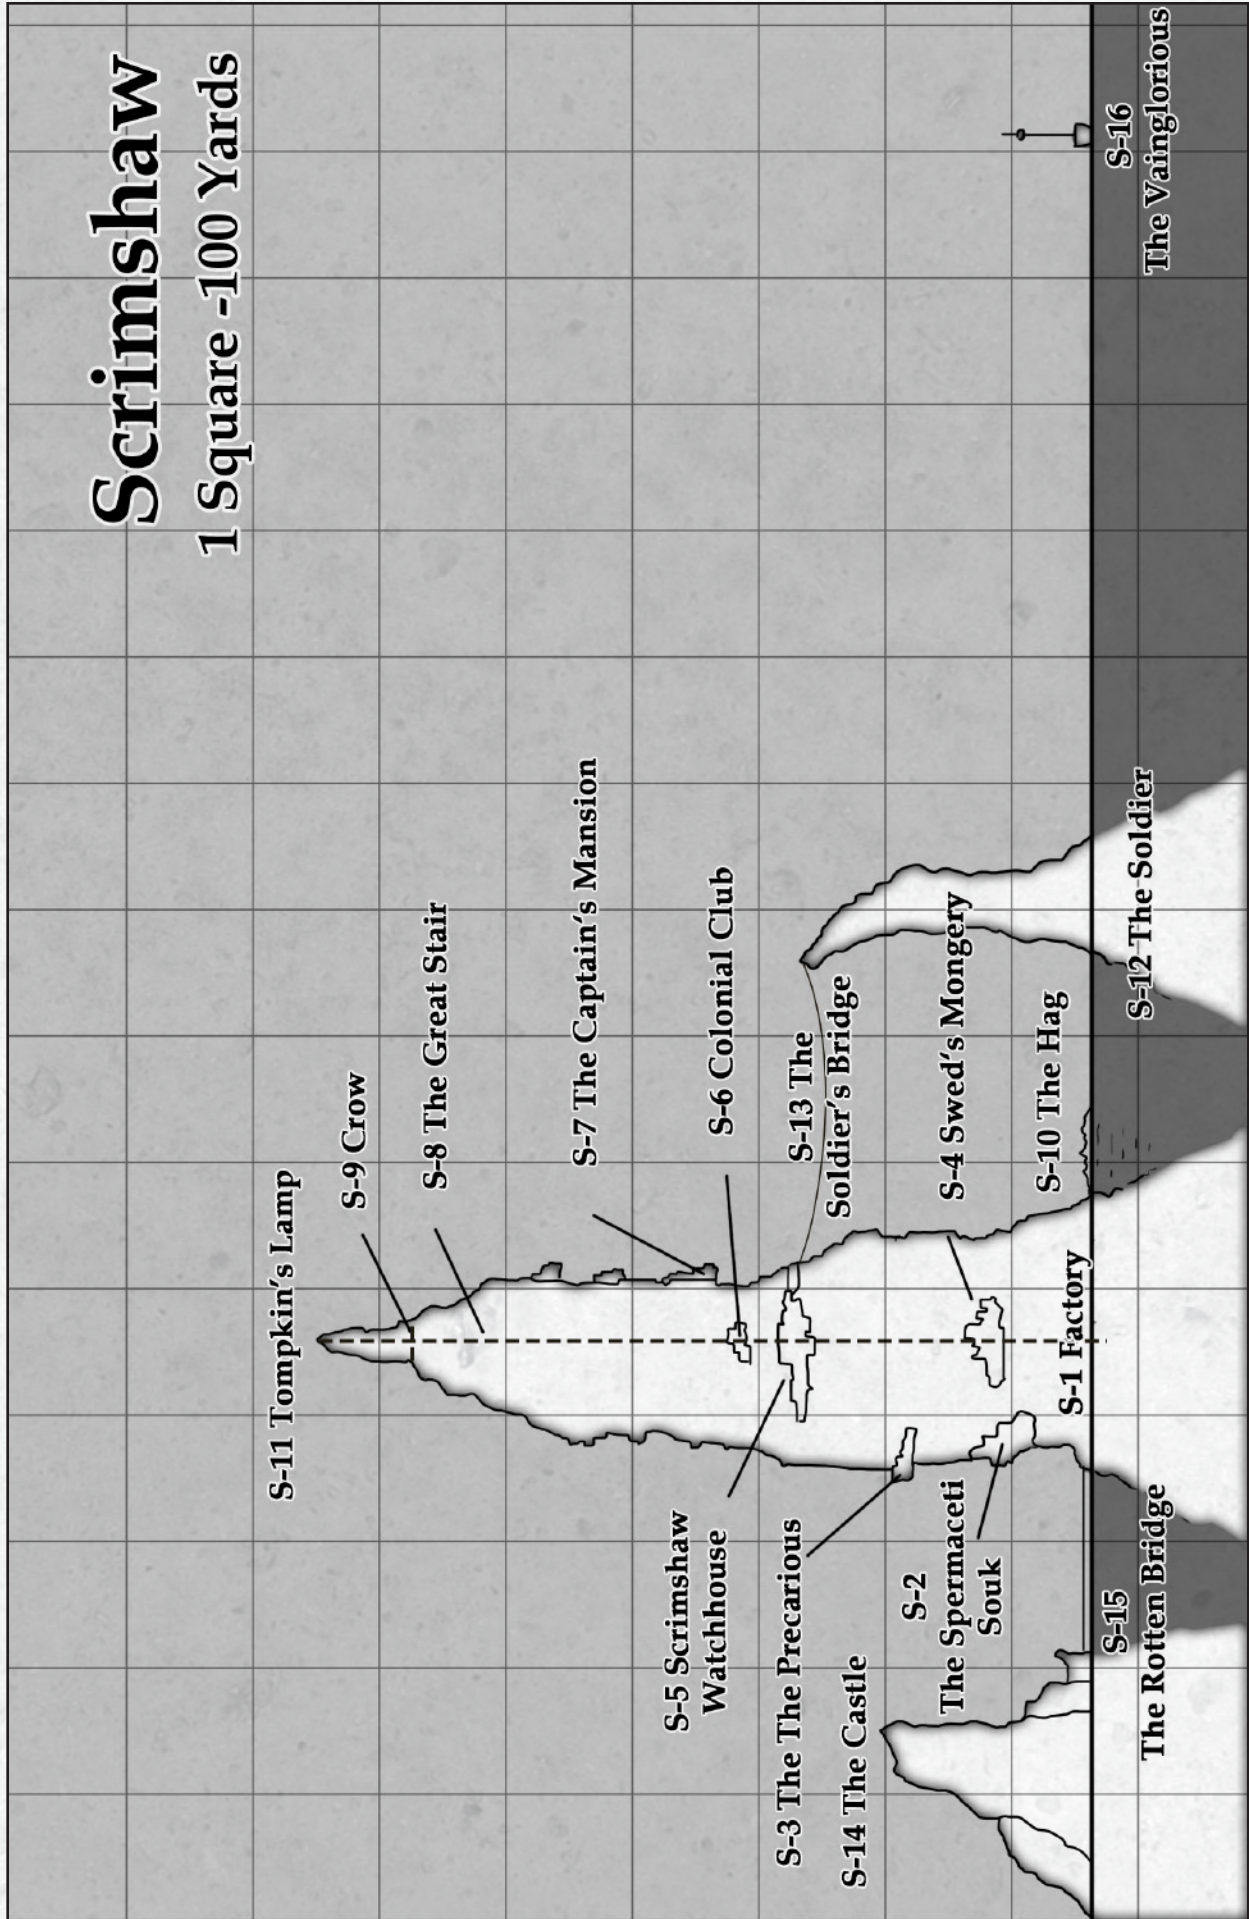 Scrimshaw
1 Square -100 Yards
S-11 Tompkin's Lamp
S-9 Crow
S-8 The Great Stair
S-7 The Captain's Mansion
S-6 Colonial Club
S-5 Scrimshaw
Watchhouse
S-13 The
Soldier's Bridge
S-3 The The Precarious
S-14 The Castle
S-2
The Spermaceti
Souk
S-4 Swed's Mongery
S-10 The Hag
S-1 Factory
S-15
The Rotten Bridge
S-12 The Soldier
S-16
The Vainglorious